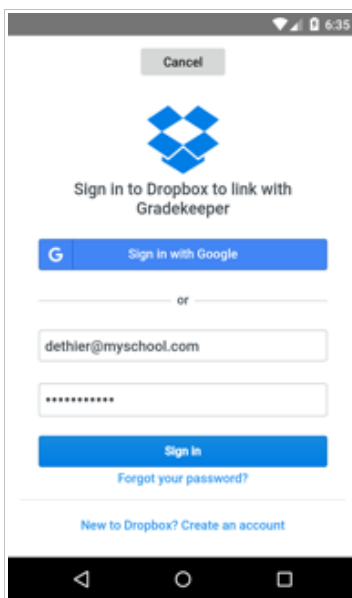 6:35
Cancel
Sign in to Dropbox to link with
Gradekeeper
G Sign in with Google
or
dethier@myschool.com
•••••••••••
Sign in
Forgot your password?
New to Dropbox? Create an account